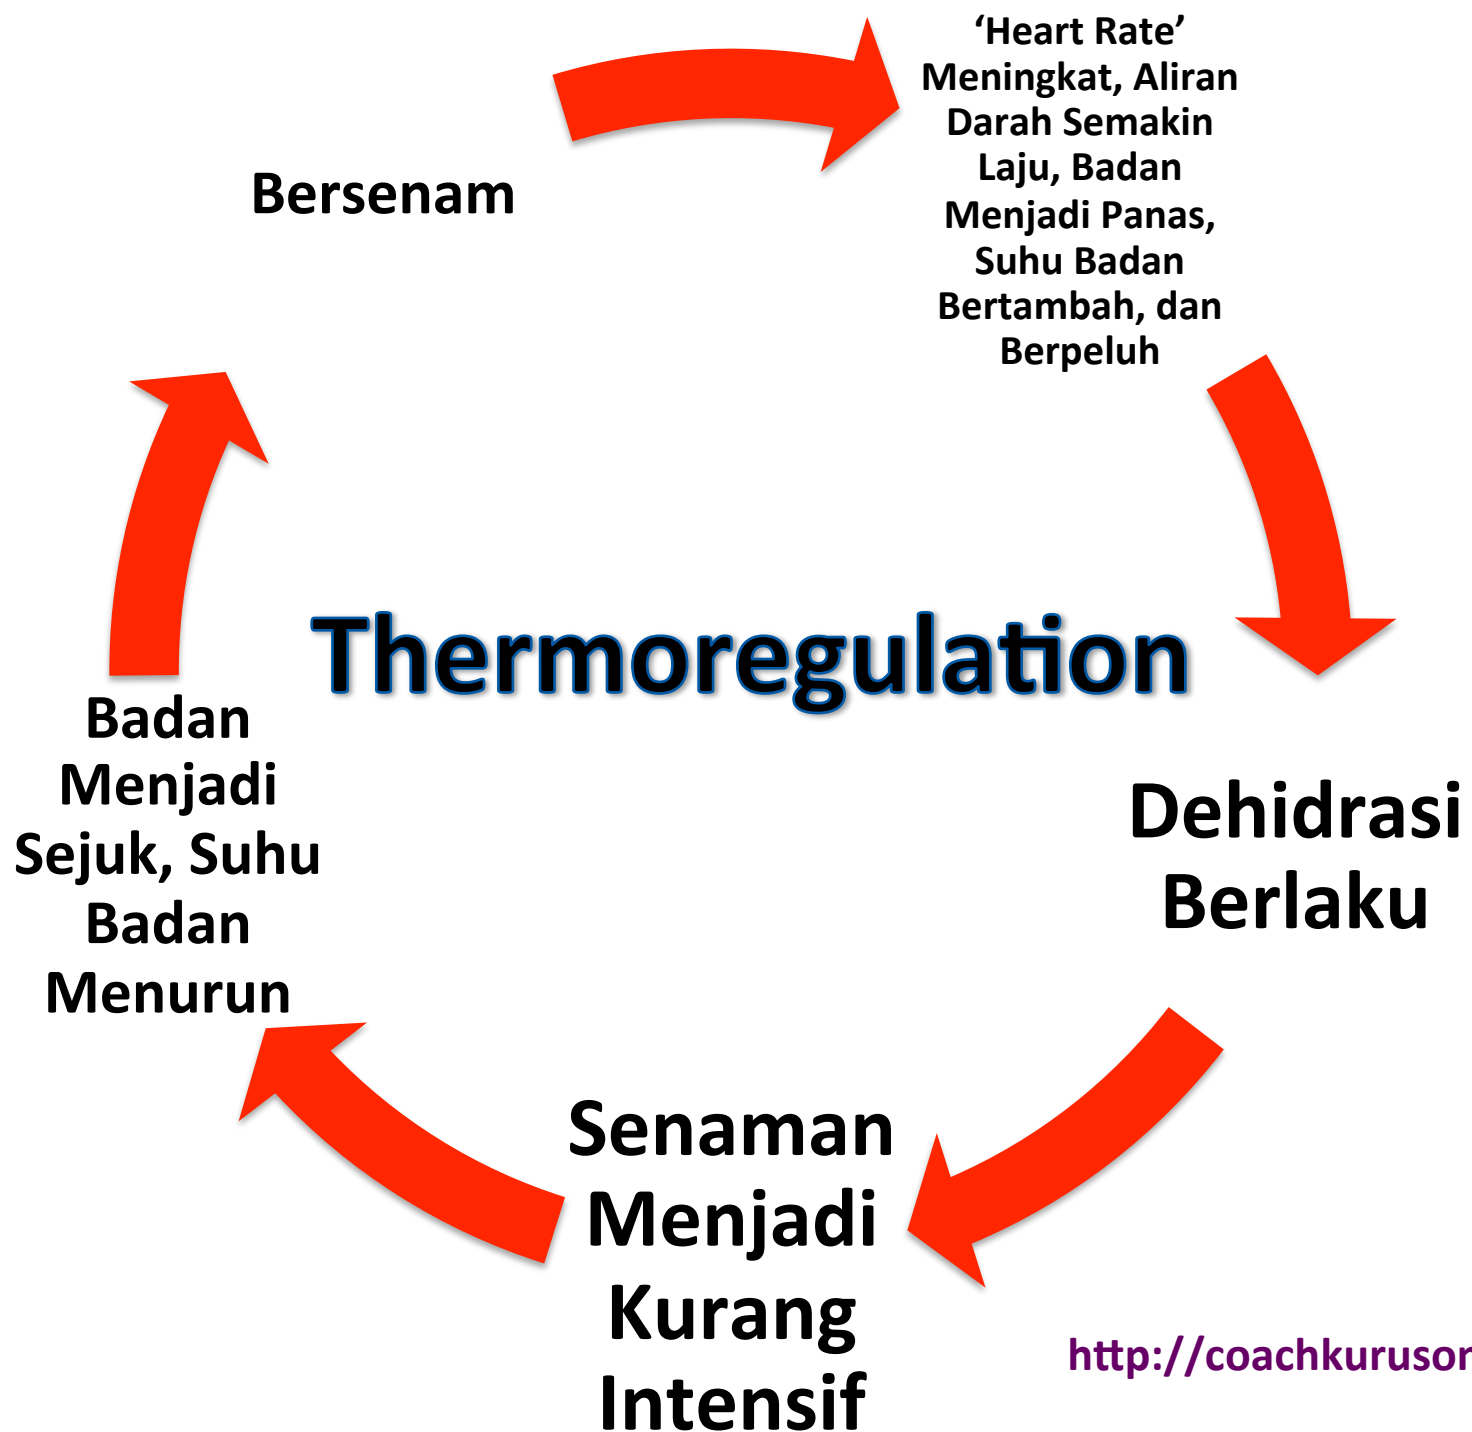 ‘Heart Rate’
Meningkat, Aliran
Darah Semakin
Laju, Badan
Menjadi Panas,
Suhu Badan
Bertambah, dan
Berpeluh
Bersenam
Thermoregulation
Badan
Menjadi
Sejuk, Suhu
Badan
Menurun
Dehidrasi
Berlaku
Senaman
Menjadi
Kurang
Intensif
http://coachkurusor